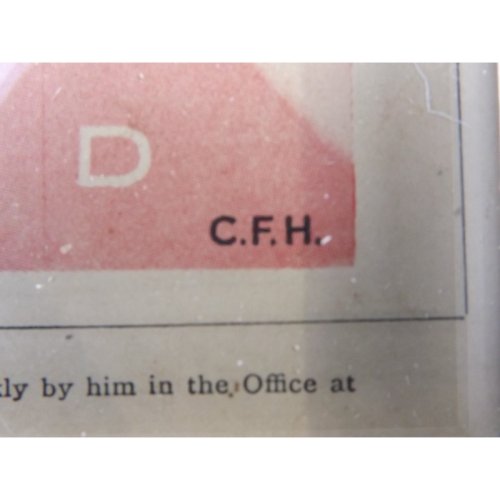 D
C.F.H.
by him in the Office at